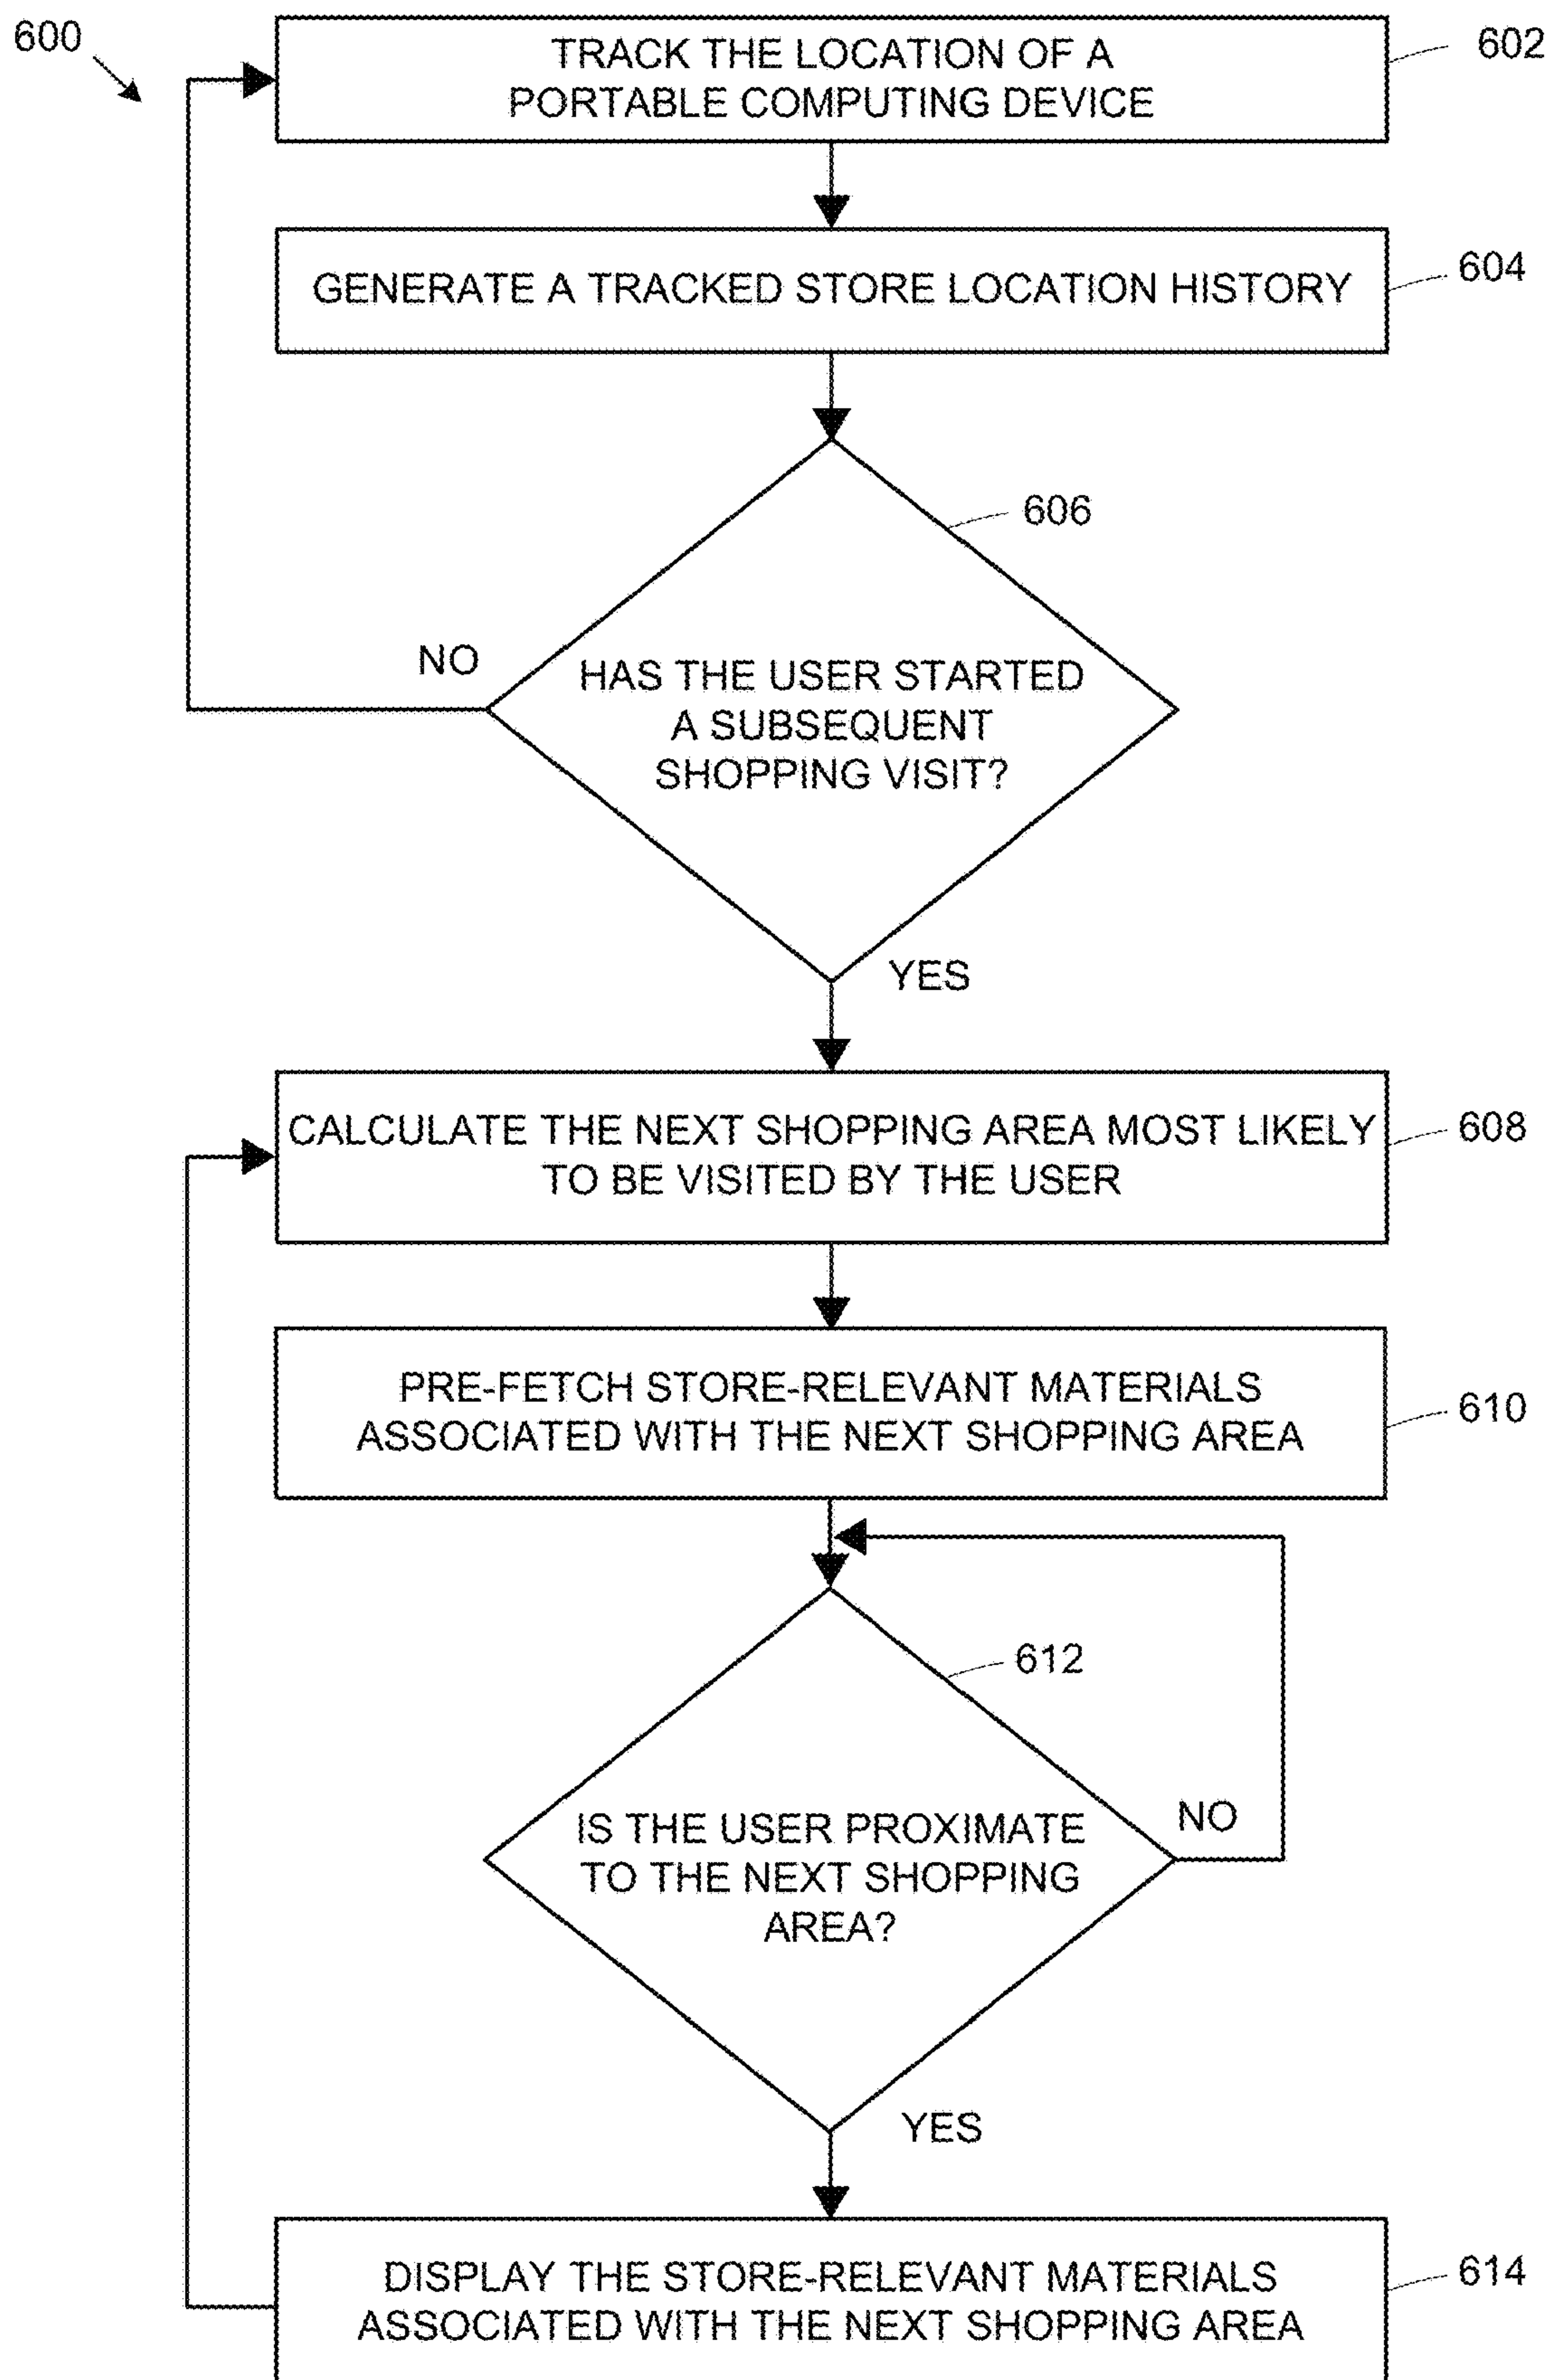 600
TRACK THE LOCATION OF A
PORTABLE COMPUTING DEVICE
602
GENERATE A TRACKED STORE LOCATION HISTORY
604
606
NO
HAS THE USER STARTED
A SUBSEQUENT
SHOPPING VISIT?
YES
CALCULATE THE NEXT SHOPPING AREA MOST LIKELY
TO BE VISITED BY THE USER
608
PRE-FETCH STORE-RELEVANT MATERIALS
ASSOCIATED WITH THE NEXT SHOPPING AREA
610
612
IS THE USER PROXIMATE
TO THE NEXT SHOPPING
AREA?
NO
YES
DISPLAY THE STORE-RELEVANT MATERIALS
ASSOCIATED WITH THE NEXT SHOPPING AREA
614